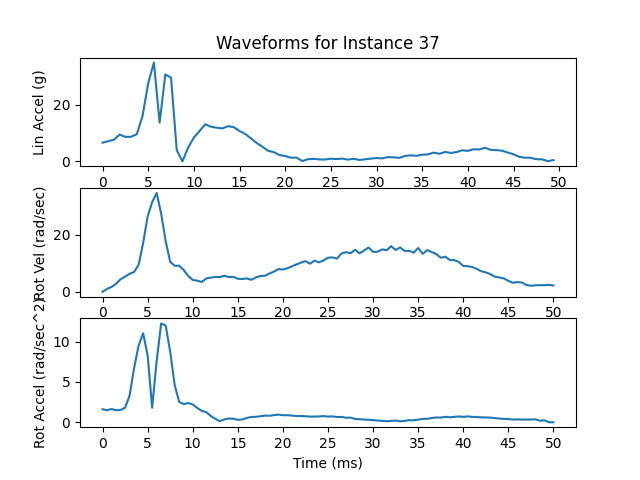 Waveforms for Instance 37
Lin Accel (g)
20
0
0 5 10 15 20 25 30 35 40 45 50
Rot Vel (rad/sec)
20
0
0 5 10 15 20 25 30 35 40 45 50
Rot Accel (rad/sec^2)
10
5
0
0 5 10 15 20 25 30 35 40 45 50
Time (ms)